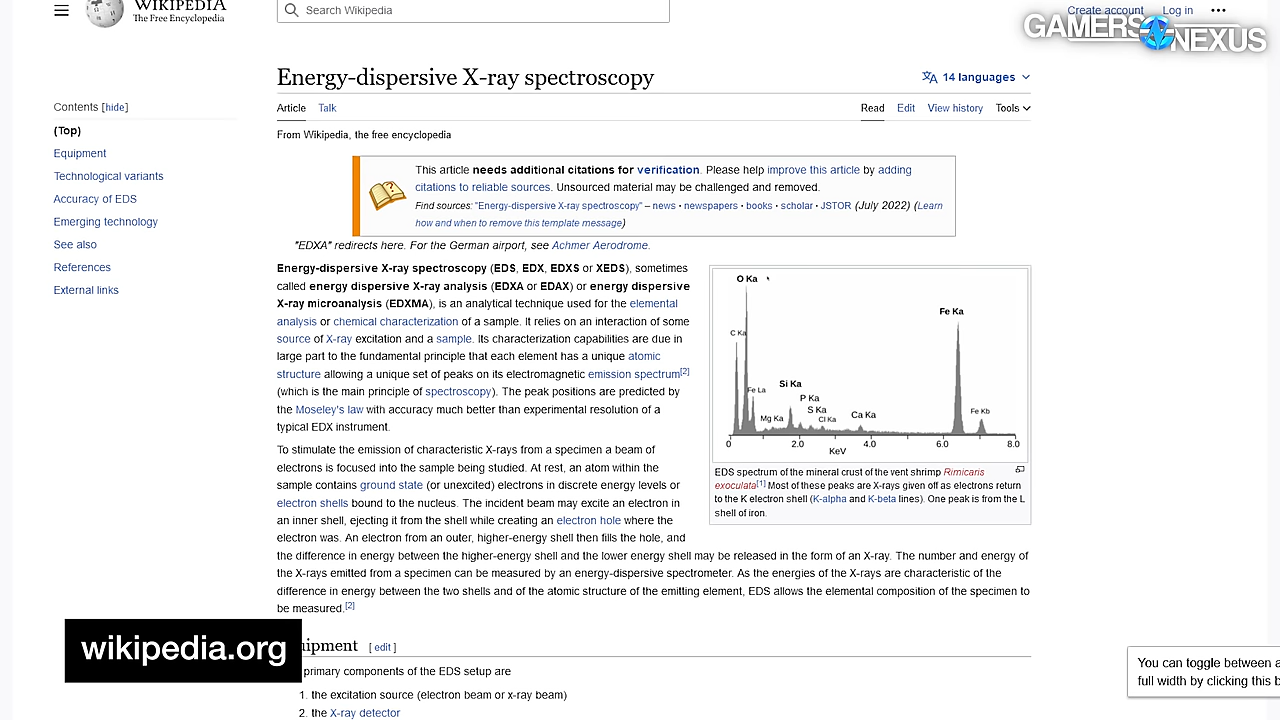 WIKIPEDIA
The Free Encyclopedia
Search Wikipedia
Create account Log in
GAMERS NEXUS
Energy-dispersive X-ray spectroscopy
14 languages
Article Talk
Read Edit View history Tools
From Wikipedia, the free encyclopedia
Contents [hide]
(Top)
Equipment
Technological variants
Accuracy of EDS
Emerging technology
See also
References
External links
This article needs additional citations for verification. Please help improve this article by adding
citations to reliable sources. Unsourced material may be challenged and removed.
Find sources: "Energy-dispersive X-ray spectroscopy" – news · newspapers · books · scholar · JSTOR (July 2022) (Learn
how and when to remove this template message)
"EDXA" redirects here. For the German airport, see Achmer Aerodrome.
Energy-dispersive X-ray spectroscopy (EDS, EDX, EDXS or XEDS), sometimes
called energy dispersive X-ray analysis (EDXA or EDAX) or energy dispersive
X-ray microanalysis (EDXMA), is an analytical technique used for the elemental
analysis or chemical characterization of a sample. It relies on an interaction of some
source of X-ray excitation and a sample. Its characterization capabilities are due in
large part to the fundamental principle that each element has a unique atomic
structure allowing a unique set of peaks on its electromagnetic emission spectrum[2]
(which is the main principle of spectroscopy). The peak positions are predicted by
the Moseley's law with accuracy much better than experimental resolution of a
typical EDX instrument.
O Ka
Fe Ka
C Ka
Si Ka
Fe La
P Ka
Fe Kb
S Ka
Mg Ka
Cl Ka
Ca Ka
0 2.0 4.0 6.0 8.0
KeV
EDS spectrum of the mineral crust of the vent shrimp Rimicaris
exoculata[1] Most of these peaks are X-rays given off as electrons return
to the K electron shell (K-alpha and K-beta lines). One peak is from the L
shell of iron.
To stimulate the emission of characteristic X-rays from a specimen a beam of
electrons is focused into the sample being studied. At rest, an atom within the
sample contains ground state (or unexcited) electrons in discrete energy levels or
electron shells bound to the nucleus. The incident beam may excite an electron in
an inner shell, ejecting it from the shell while creating an electron hole where the
electron was. An electron from an outer, higher-energy shell then fills the hole, and
the difference in energy between the higher-energy shell and the lower energy shell may be released in the form of an X-ray. The number and energy of
the X-rays emitted from a specimen can be measured by an energy-dispersive spectrometer. As the energies of the X-rays are characteristic of the
difference in energy between the two shells and of the atomic structure of the emitting element, EDS allows the elemental composition of the specimen to
be measured.[2]
wikipedia.org
uipment [ edit ]
primary components of the EDS setup are
1. the excitation source (electron beam or x-ray beam)
2. the X-ray detector
You can toggle between a
full width by clicking this b